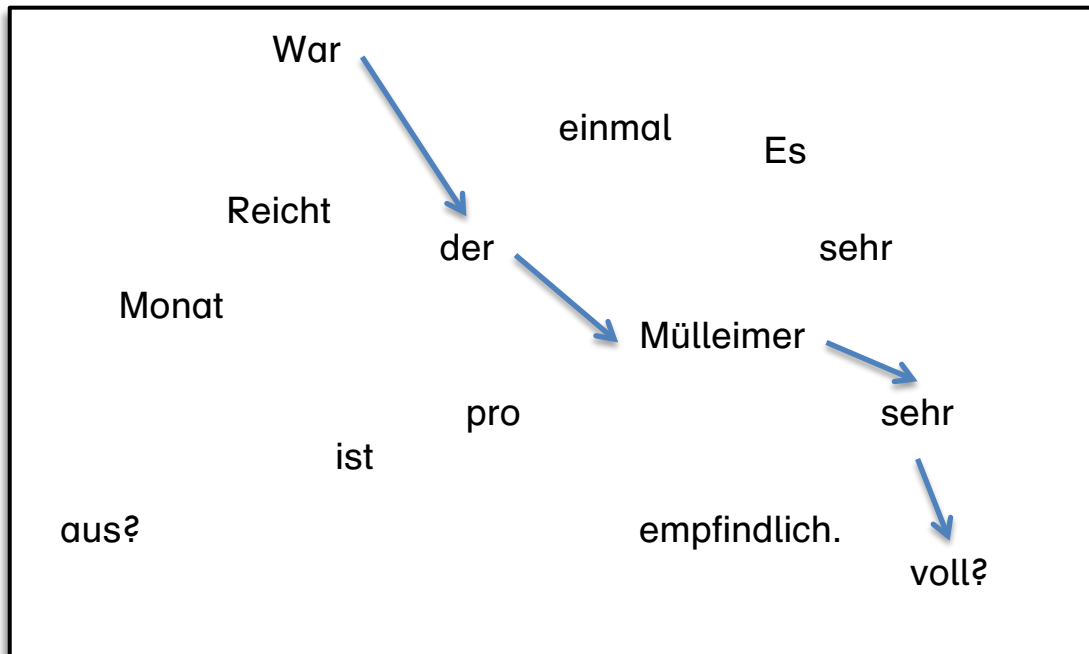 War
einmal
Es
Reicht
der
sehr
Monat
Mülleimer
pro
sehr
ist
aus?
empfindlich.
voll?